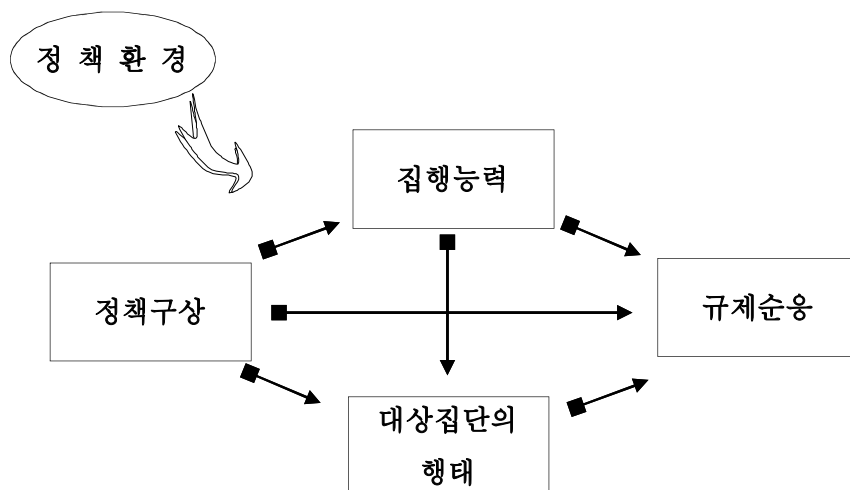 정 책 환 경
집행능력
정책구상
규제순응
대상집단의
행태